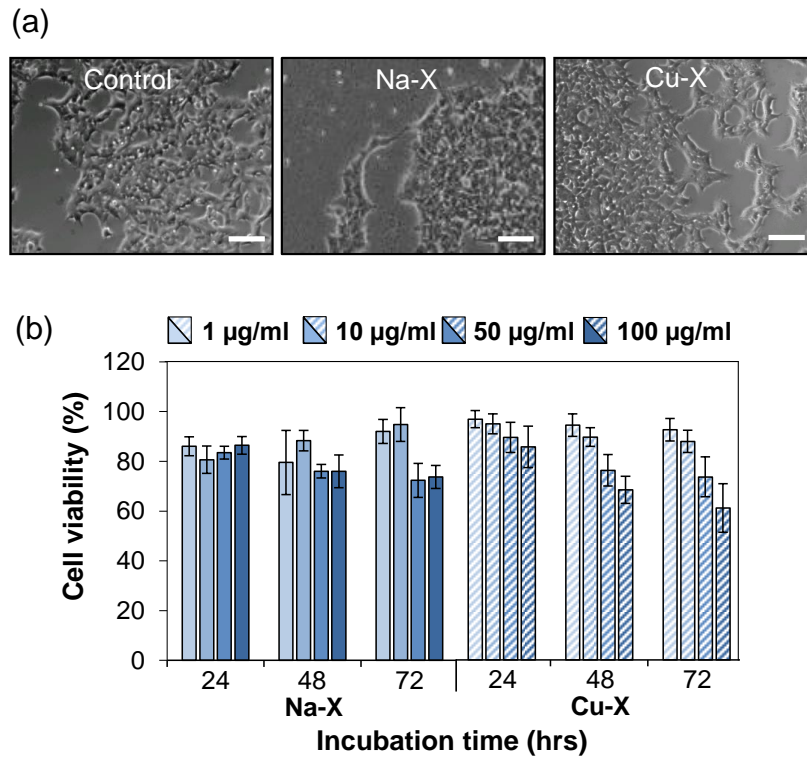 (a)
Control Na-X Cu-X
(b)
1 µg/ml 10 µg/ml 50 µg/ml 100 µg/ml
120
100
80
60
40
20
0
Cell viability (%)
24 48 72 24 48 72
Na-X Cu-X
Incubation time (hrs)